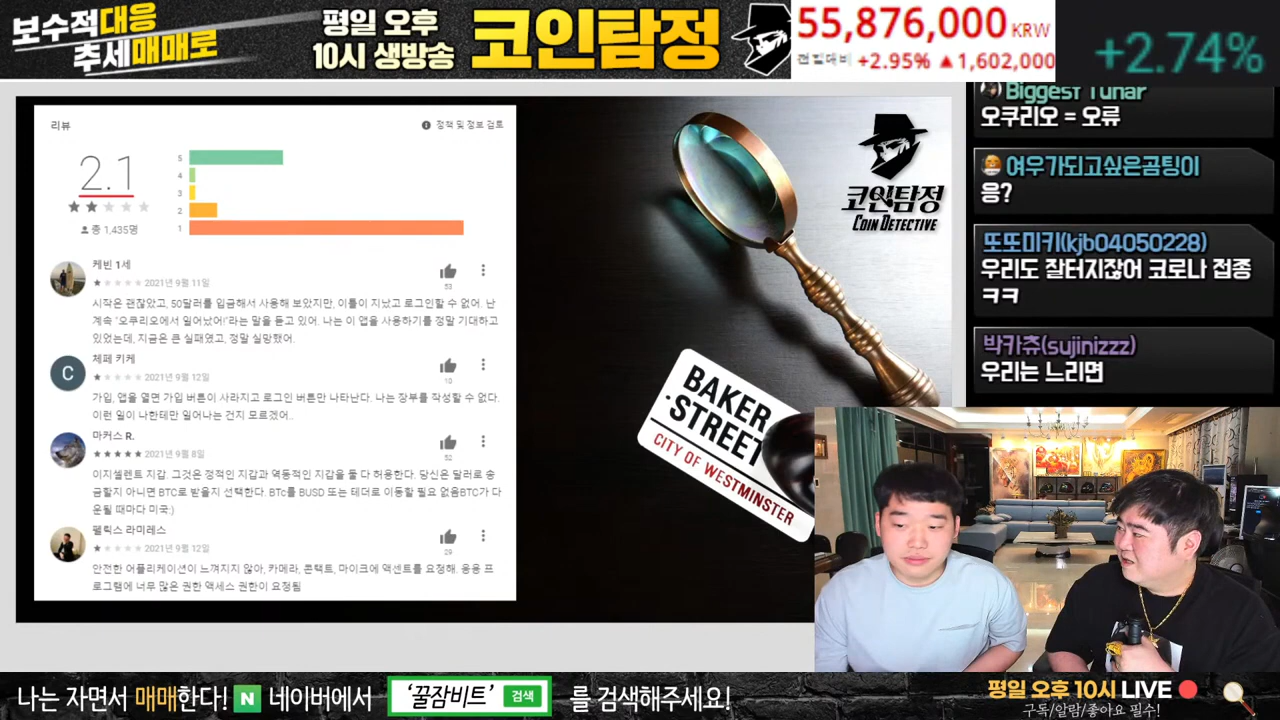 보수적대응
추세매매로
평일 오후
10시 생방송
코인탐정
55,876,000 KRW
전일대비 +2.95% ▲1,602,000
+2.74%
리뷰
정책 및 정보 검토
2.1
총 1,435명
5
4
3
2
1
케빈 1세
2021년 9월 11일
53
시작은 괜찮았고, 50달러를 입금해서 사용해 보았지만, 이틀이 지났고 로그인할 수 없어. 난
계속 '오쿠리오에서 일어났어!'라는 말을 듣고 있어. 나는 이 앱을 사용하기를 정말 기대하고
있었는데, 지금은 큰 실패였고, 정말 실망했어.
C
체페 키케
2021년 9월 12일
10
가입, 앱을 열면 가입 버튼이 사라지고 로그인 버튼만 나타난다. 나는 장부를 작성할 수 없다.
이런 일이 나한테만 일어나는 건지 모르겠어..
마커스 R.
2021년 9월 8일
52
이지셀렌트 지갑. 그것은 정적인 지갑과 역동적인 지갑을 둘 다 허용한다. 당신은 달러로 송
금할지 아니면 BTC로 받을지 선택한다. BTC를 BUSD 또는 테더로 이동할 필요 없음BTC가 다
운될 때마다 미국:)
펠릭스 라미레스
2021년 9월 12일
29
안전한 어플리케이션이 느껴지지 않아, 카메라, 콘택트, 마이크에 액센트를 요청해. 응용 프
로그램에 너무 많은 권한 액세스 권한이 요청됨
코인탐정
COIN DETECTIVE
BAKER
STREET
CITY OF WESTMINSTER
Biggest Tunar
오쿠리오 = 오류
여우가되고싶은곰팅이
응?
또또미키(kjb04050228)
우리도 잘터지잖어 코로나 접종
ㅋㅋ
박카츄(sujinizzz)
우리는 느리면
나는 자면서 매매한다! N 네이버에서 '꿀잠비트' 검색 를 검색해주세요!
평일 오후 10시 LIVE
구독/알람/좋아요 필수!